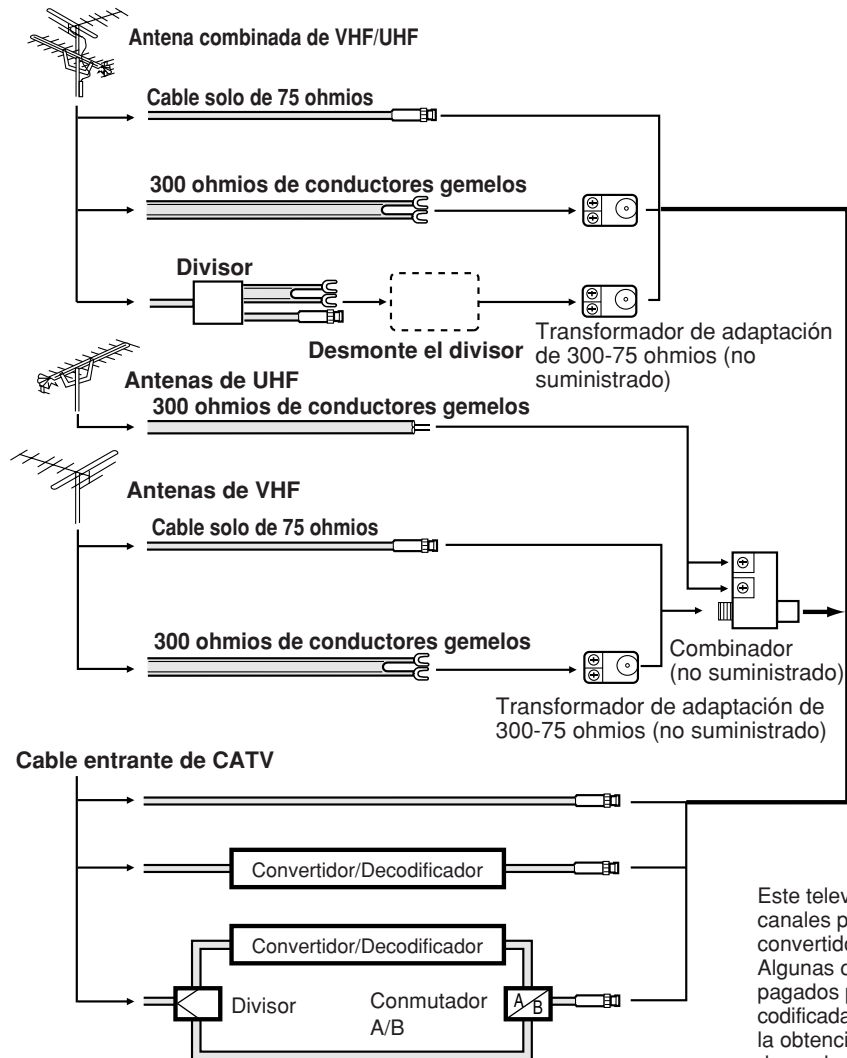 Antena combinada de VHF/UHF
Cable solo de 75 ohmios
300 ohmios de conductores gemelos
Divisor
Desmonte el divisor
Transformador de adaptación
de 300-75 ohmios (no
suministrado)
Antenas de UHF
300 ohmios de conductores gemelos
Antenas de VHF
Cable solo de 75 ohmios
300 ohmios de conductores gemelos
Combinador
(no suministrado)
Transformador de adaptación de
300-75 ohmios (no suministrado)
Cable entrante de CATV
Convertidor/Decodificador
Convertidor/Decodificador
Divisor
Conmutador
A/B
A/B
Este
canales
Algunas
pagados
la